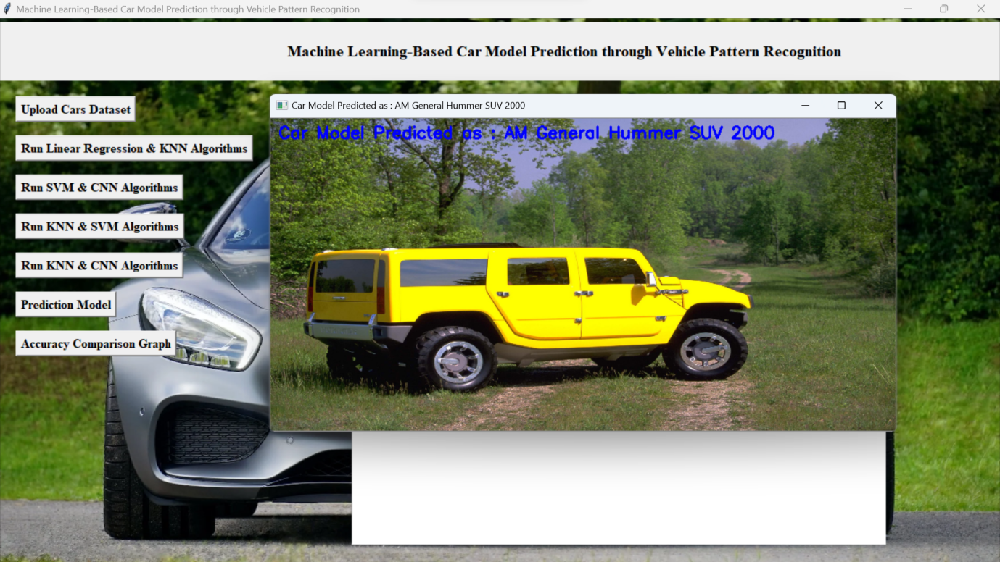 Machine Learning-Based Car Model Prediction through Vehicle Pattern Recognition
Machine Learning-Based Car Model Prediction through Vehicle Pattern Recognition
Upload Cars Dataset
Run Linear Regression & KNN Algorithms
Run SVM & CNN Algorithms
Run KNN & SVM Algorithms
Run KNN & CNN Algorithms
Prediction Model
Accuracy Comparison Graph
Car Model Predicted as : AM General Hummer SUV 2000
Car Model Predicted as : AM General Hummer SUV 2000